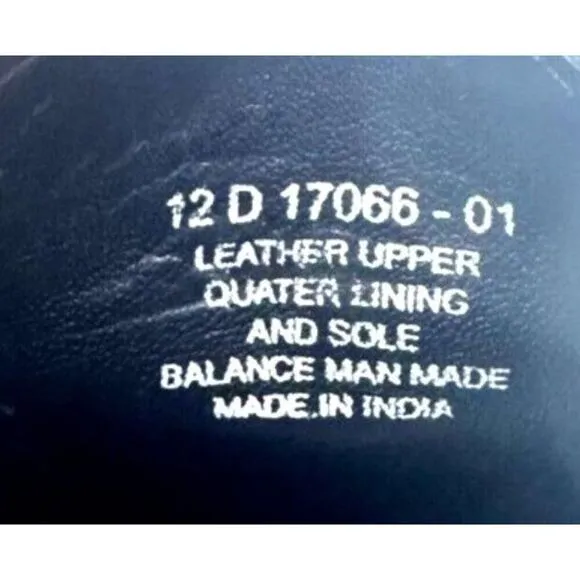 12 D 17066 - 01
LEATHER UPPER
QUATER LINING
AND SOLE
BALANCE MAN MADE
MADE.IN INDIA